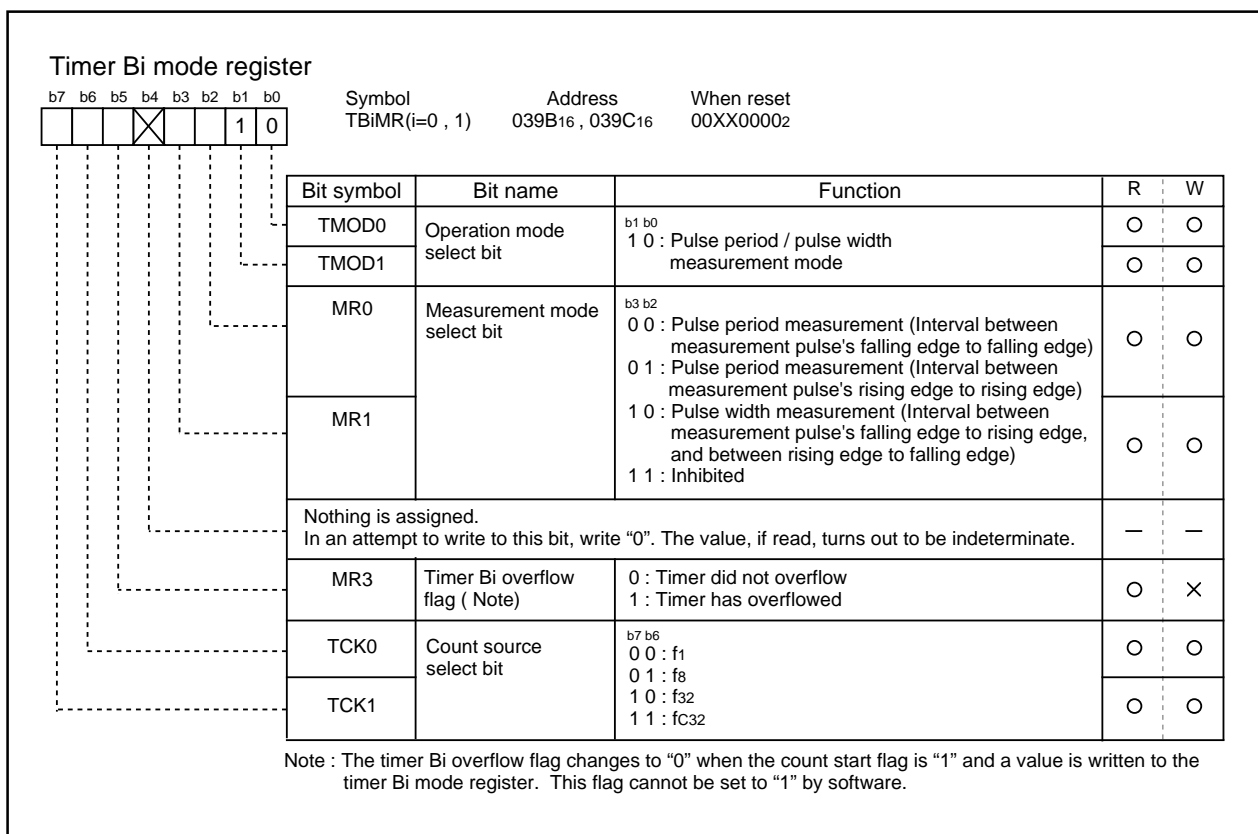 Timer Bi mode register
b7 b6 b5 b4 b3 b2 b1 b0
1 0
Symbol Address When reset
TBiMR(i=0 , 1) 039B16 , 039C16 00XX00002
Bit symbol Bit name Function R W
TMOD0
TMOD1
Operation mode
select bit
b1 b0
1 0 : Pulse period / pulse width
measurement mode
MR0
MR1
Measurement mode
select bit
b3 b2
0 0 : Pulse period measurement (Interval between
measurement pulse's falling edge to falling edge)
0 1 : Pulse period measurement (Interval between
measurement pulse's rising edge to rising edge)
1 0 : Pulse width measurement (Interval between
measurement pulse's falling edge to rising edge,
and between rising edge to falling edge)
1 1 : Inhibited
Nothing is assigned.
In an attempt to write to this bit, write “0”. The value, if read, turns out to be indeterminate.
MR3
Timer Bi overflow
flag ( Note)
0 : Timer did not overflow
1 : Timer has overflowed
TCK0
TCK1
Count source
select bit
b7 b6
0 0 : f1
0 1 : f8
1 0 : f32
1 1 : fC32
Note : The timer Bi overflow flag changes to “0” when the count start flag is “1” and a value is written to the
timer Bi mode register. This flag cannot be set to “1” by software.